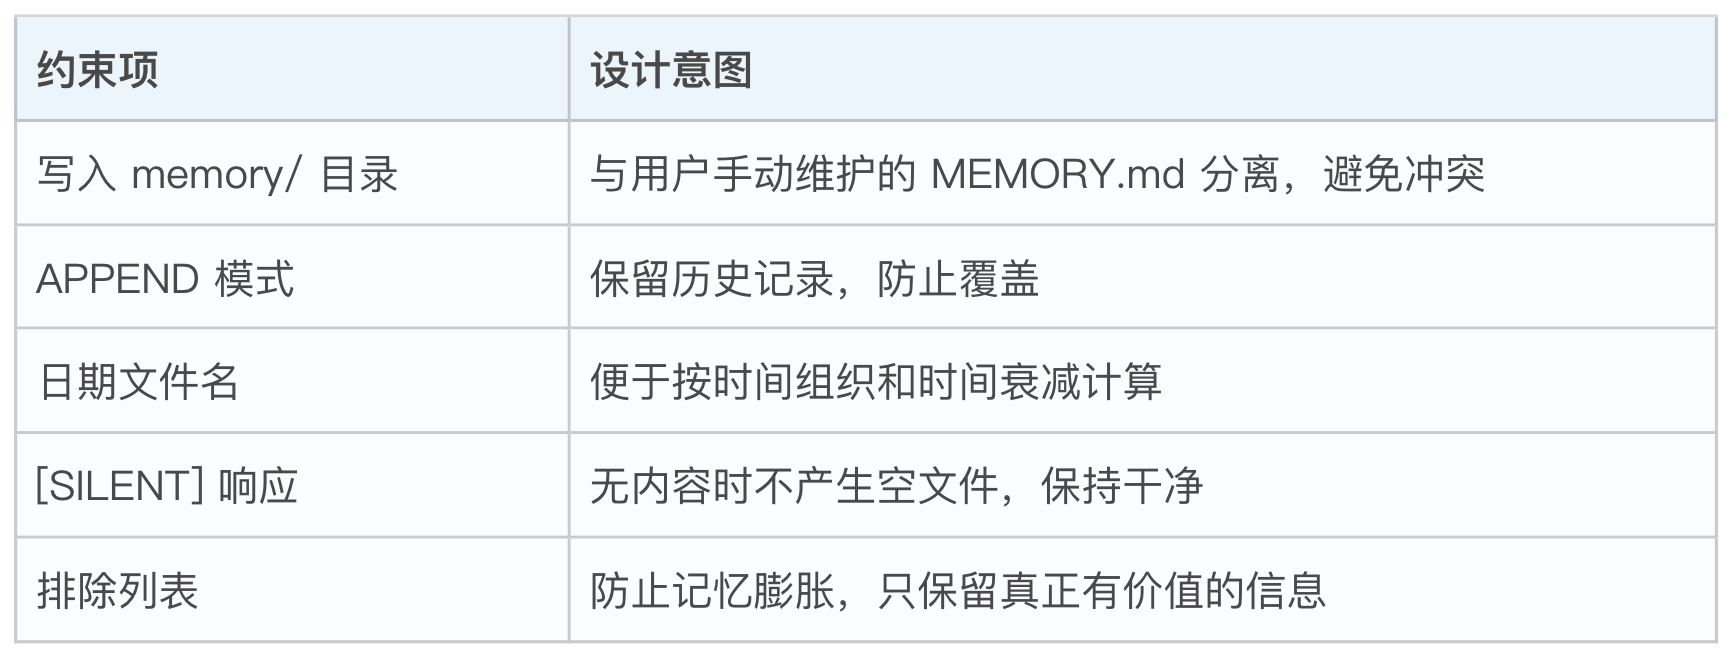 约束项
设计意图
写入 memory/ 目录
与用户手动维护的 MEMORY.md 分离，避免冲突
APPEND 模式
保留历史记录，防止覆盖
日期文件名
便于按时间组织和时间衰减计算
[SILENT] 响应
无内容时不产生空文件，保持干净
排除列表
防止记忆膨胀，只保留真正有价值的信息